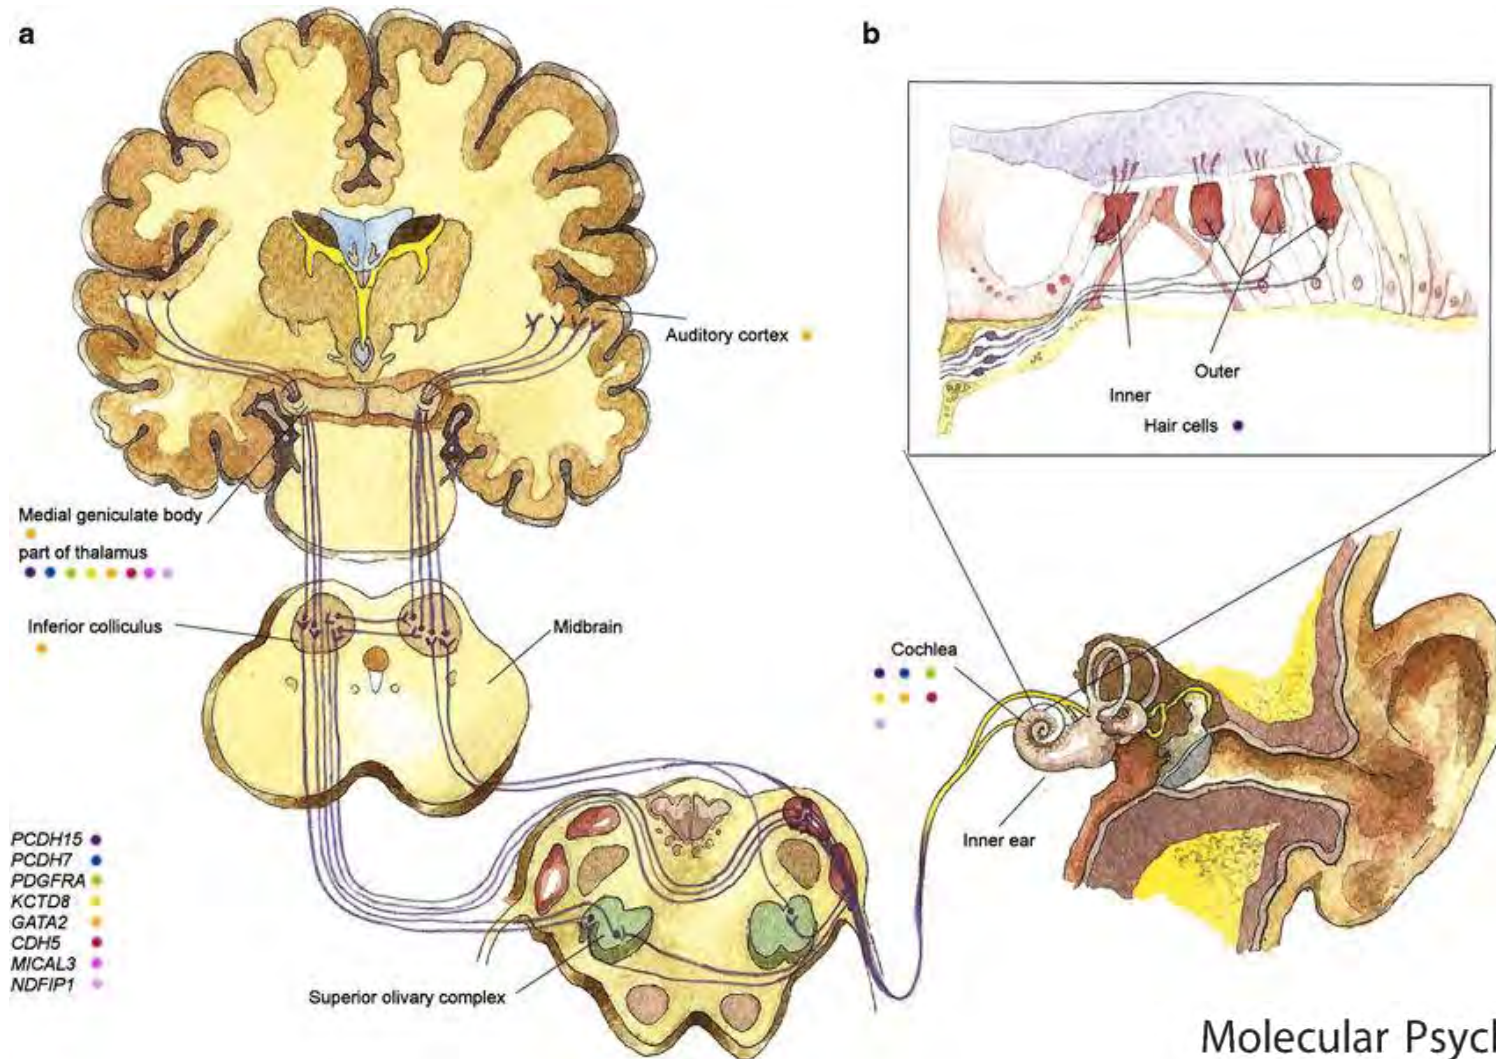 a
b
Auditory cortex
Outer
Inner
Hair cells
Medial geniculate body
part of thalamus
Inferior colliculus
Midbrain
Cochlea
Inner ear
PCDH15
PCDH7
PDGFRA
KCTD8
GATA2
CDH5
MICAL3
NDFIP1
Superior olivary complex
Molecular